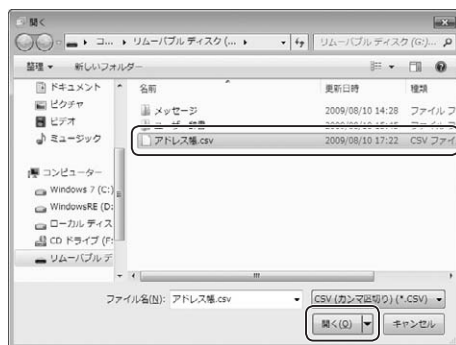 開く
コ... リムーバブル ディスク (... リムーバブル ディスク (G:)...
整理 新しいフォルダー
名前 更新日時 種類
ドキュメント
ピクチャ
ビデオ
ミュージック
コンピューター
Windows 7 (C:)
WindowsRE (D:
ローカル ディス
CD ドライブ (F:
リムーバブル デ
メッセージ 2009/08/10 14:28 ファイル フ
アドレス帳.csv 2009/08/10 17:22 CSV ファイ
ファイル名(N): アドレス帳.csv CSV (カンマ区切り) (*.CSV)
開く(O) キャンセル